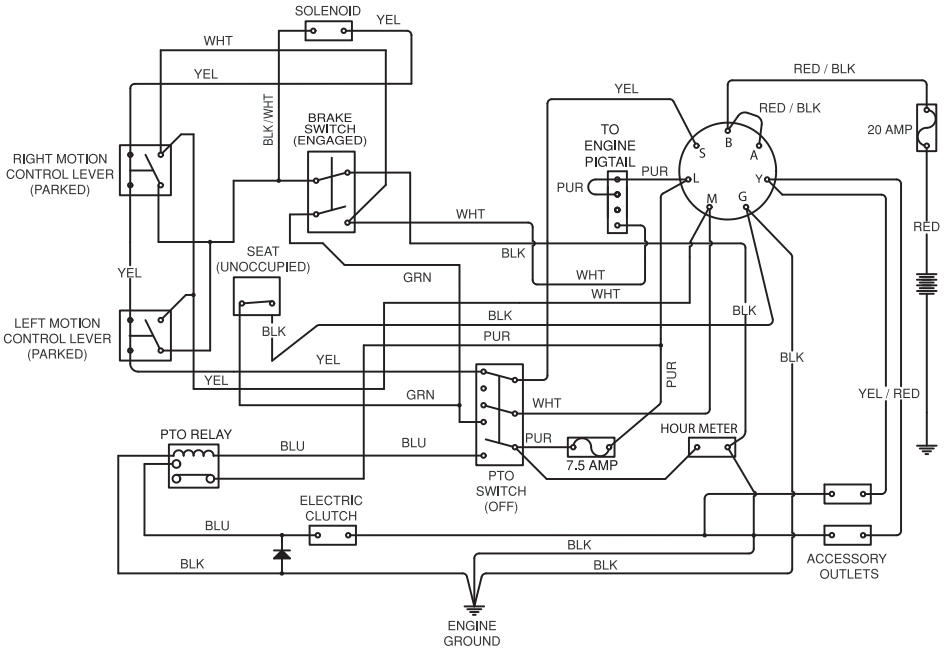 SOLENOID
YEL
WHT
YEL
RED / BLK
YEL
RED / BLK
BLK / WHT
BRAKE
SWITCH
(ENGAGED)
TO
ENGINE
PIGTAIL
20 AMP
B
S
A
RIGHT MOTION
CONTROL LEVER
(PARKED)
PUR
PUR
L
Y
M
G
WHT
RED
BLK
SEAT
(UNOCCUPIED)
GRN
YEL
WHT
WHT
BLK
LEFT MOTION
CONTROL LEVER
(PARKED)
BLK
BLK
PUR
YEL
BLK
PUR
YEL
GRN
WHT
YEL / RED
PTO RELAY
BLU
BLU
PUR
HOUR METER
7.5 AMP
PTO
SWITCH
(OFF)
ELECTRIC
CLUTCH
BLU
BLK
BLK
BLK
ACCESSORY
OUTLETS
ENGINE
GROUND